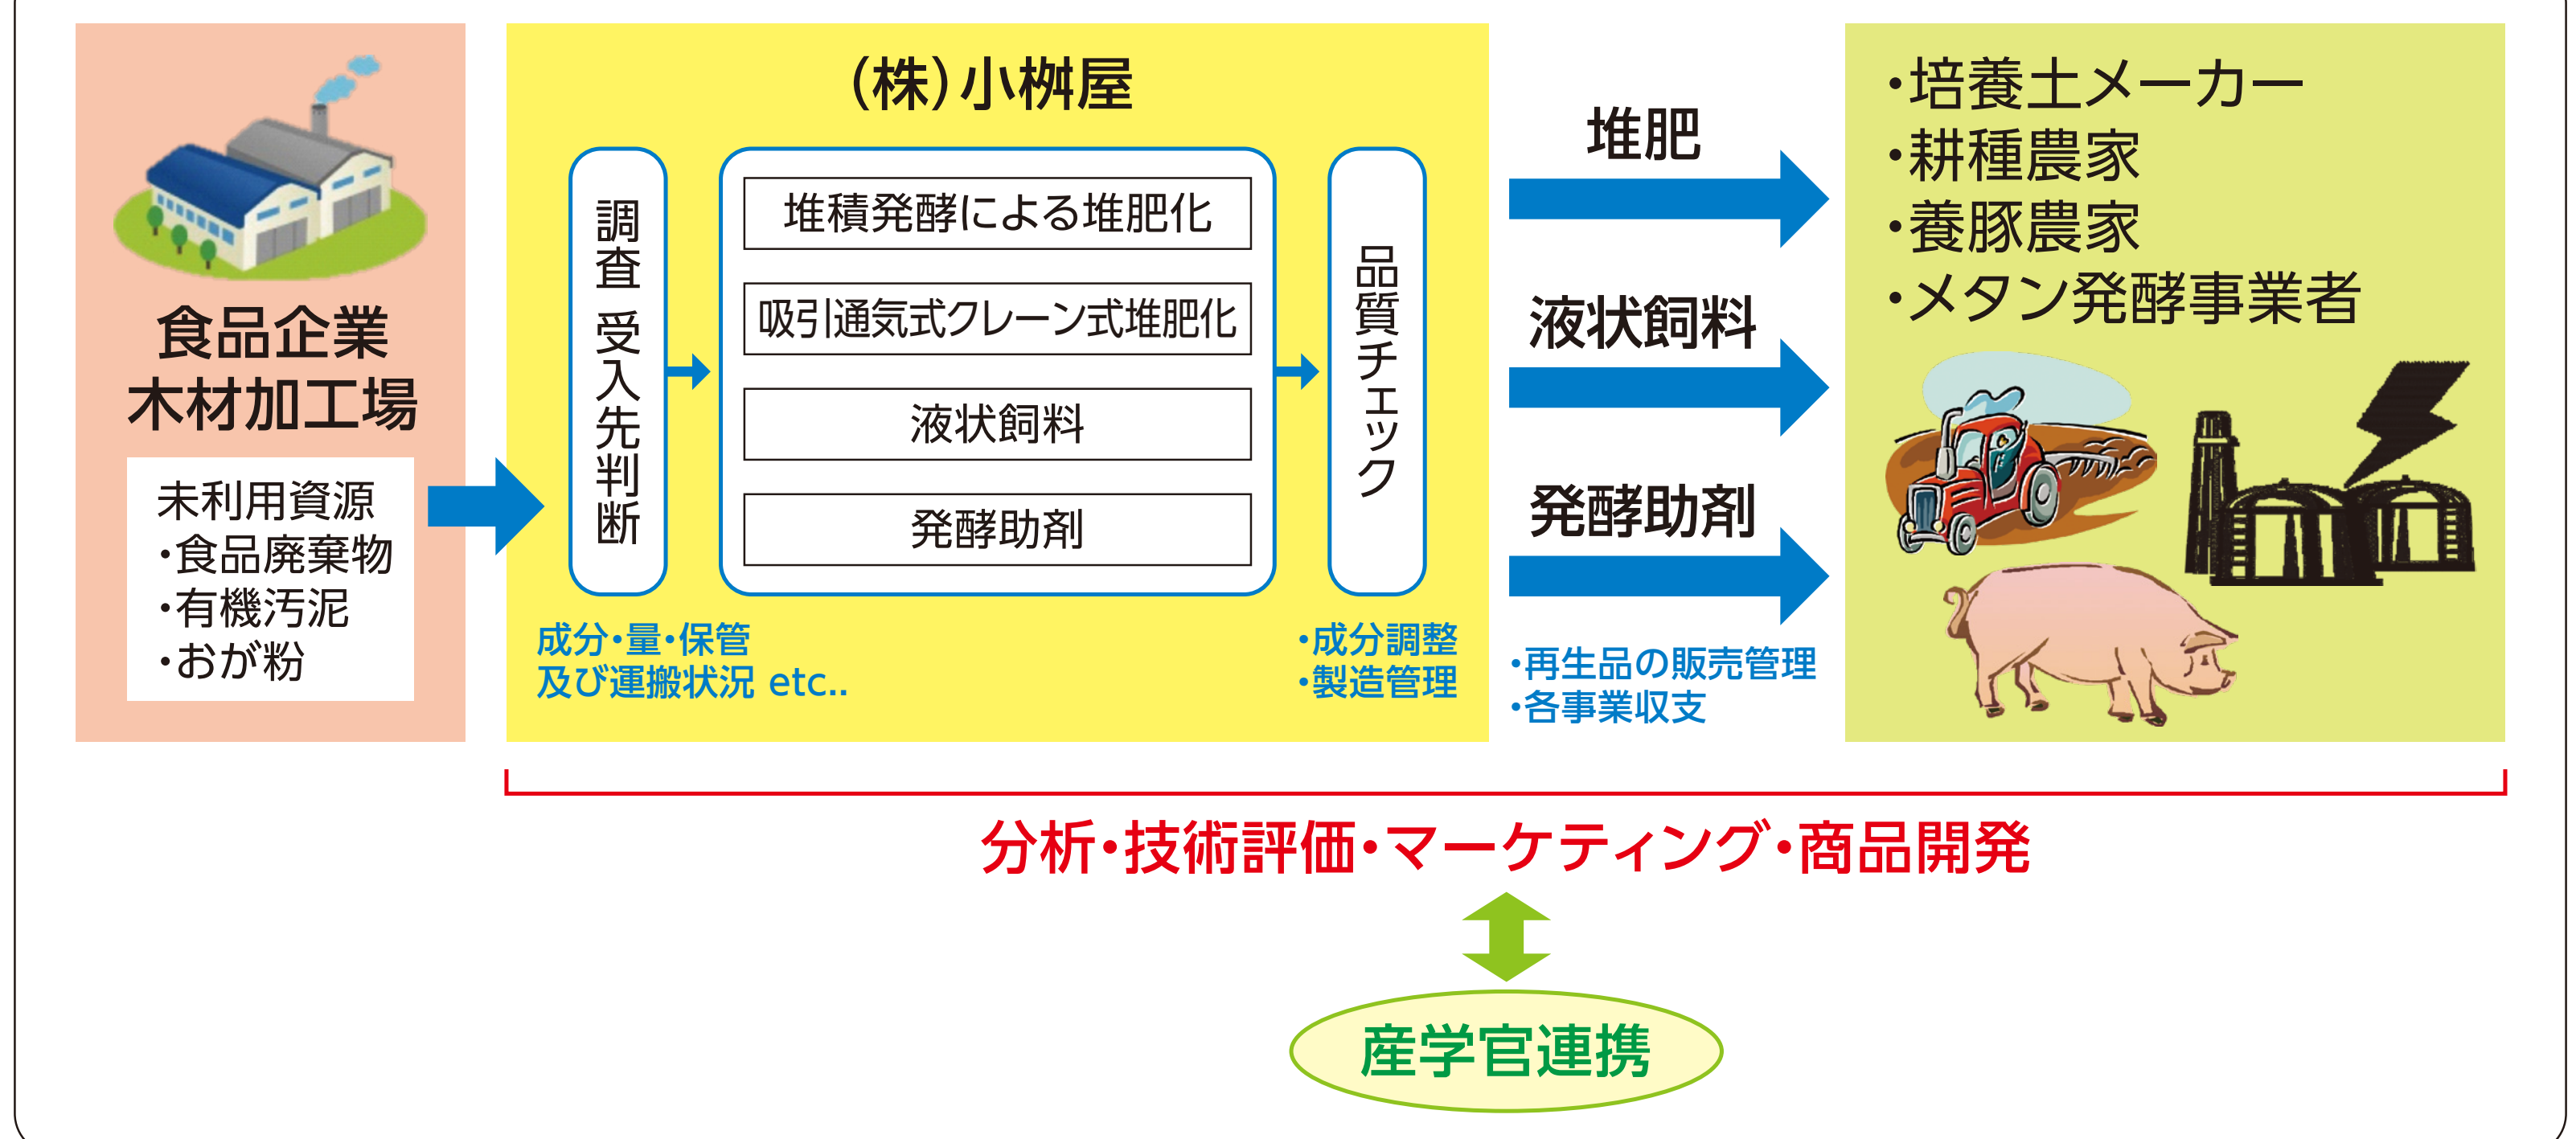 食品企業
木材加工場
未利用資源
・食品廃棄物
・有機汚泥
・おが粉
(株)小桝屋
調査 受入先判断
堆積発酵による堆肥化
吸引通気式クレーン式堆肥化
液状飼料
発酵助剤
品質チェック
成分・量・保管
及び運搬状況 etc..
・成分調整
・製造管理
堆肥
液状飼料
発酵助剤
・再生品の販売管理
・各事業収支
・培養土メーカー
・耕種農家
・養豚農家
・メタン発酵事業者
分析・技術評価・マーケティング・商品開発
産学官連携